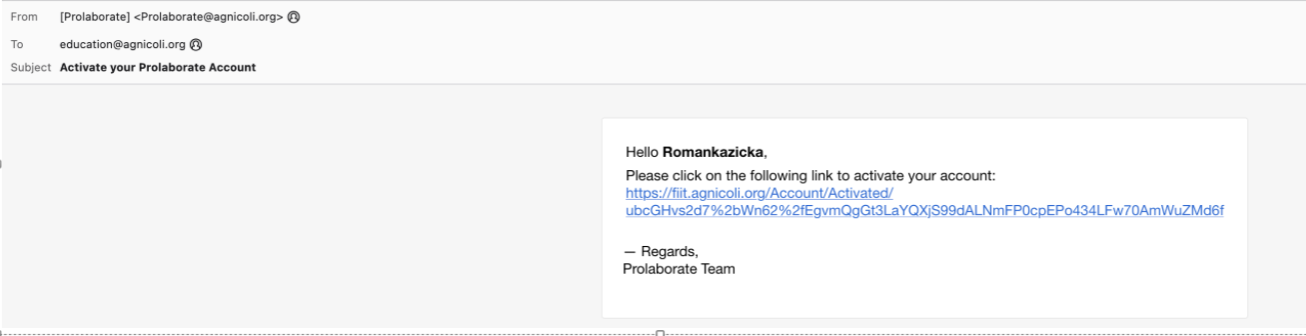 From [Prolaborate] <Prolaborate@agnicoli.org>
To education@agnicoli.org
Subject Activate your Prolaborate Account
Hello Romankazicka,
Please click on the following link to activate your account:
https://fiit.agnicoli.org/Account/Activated/
ubcGHvs2d7%2bWn62%2fEgvmQgGt3LaYQXjS99dALNmFP0cpEPo434LFw70AmWuZMd6f
— Regards,
Prolaborate Team